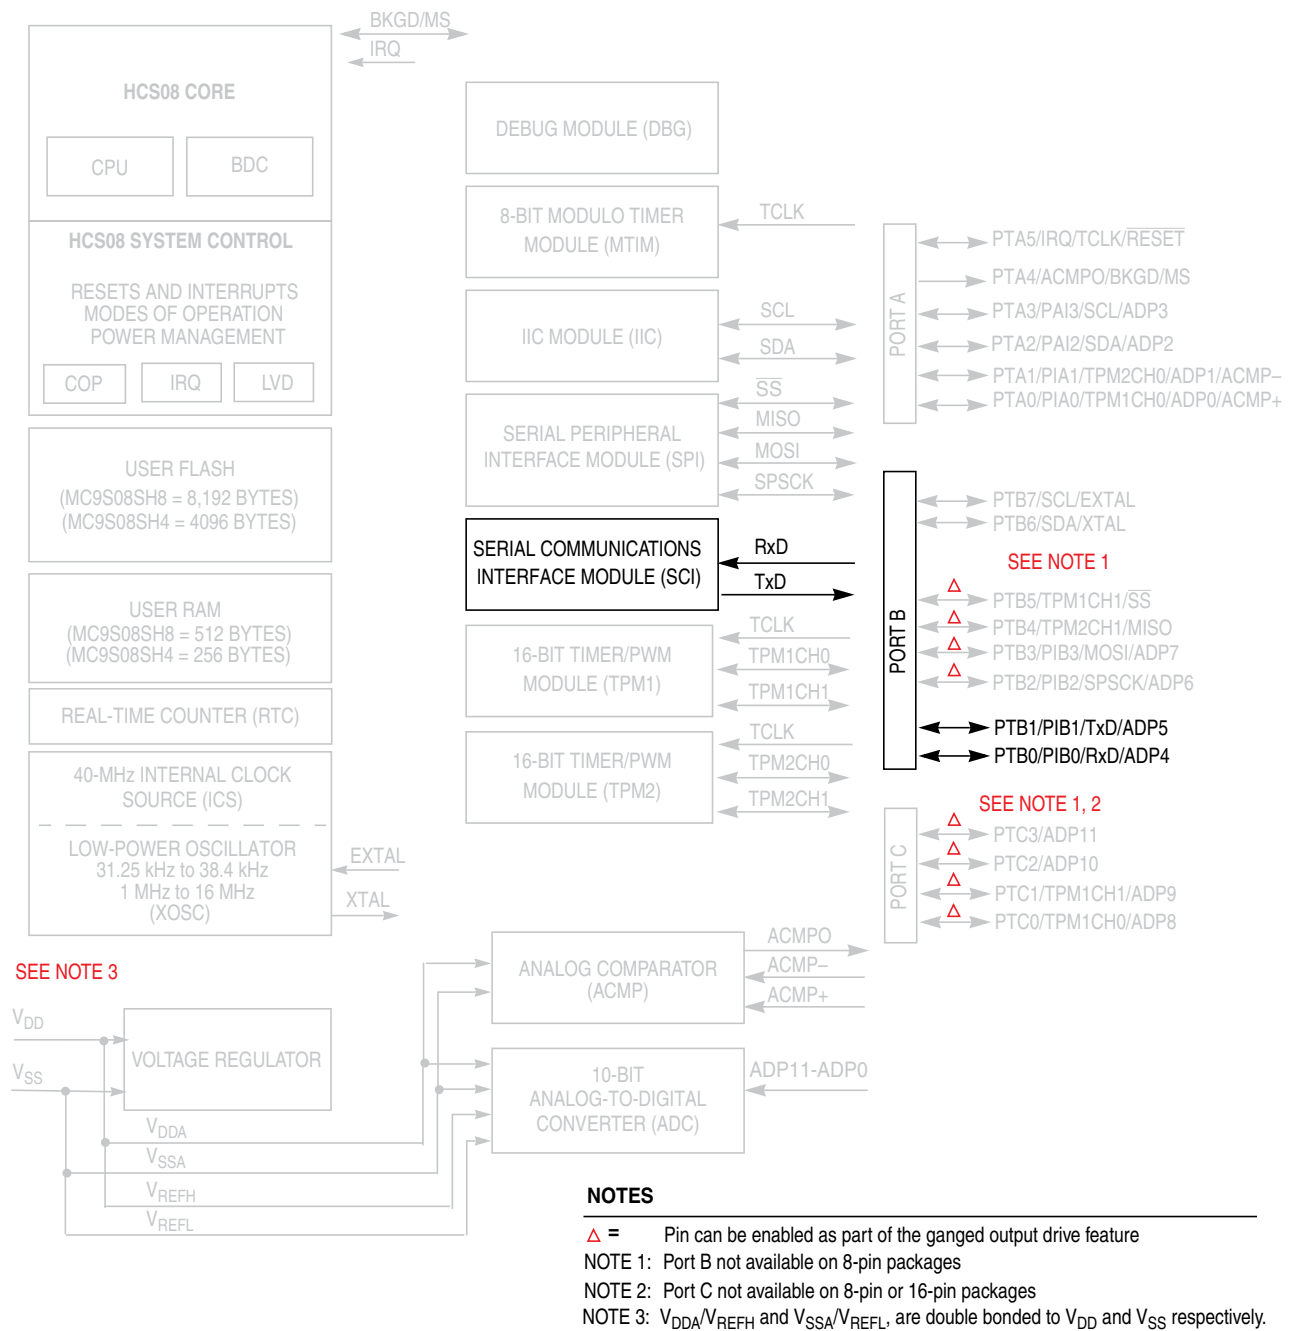 BKGD/MS
IRQ
HCS08 CORE
CPU
BDC
HCS08 SYSTEM CONTROL
RESETS AND INTERRUPTS
MODES OF OPERATION
POWER MANAGEMENT
COP
IRQ
LVD
USER FLASH
(MC9S08SH8 = 8,192 BYTES)
(MC9S08SH4 = 4096 BYTES)
USER RAM
(MC9S08SH8 = 512 BYTES)
(MC9S08SH4 = 256 BYTES)
REAL-TIME COUNTER (RTC)
40-MHz INTERNAL CLOCK
SOURCE (ICS)
LOW-POWER OSCILLATOR
31.25 kHz to 38.4 kHz
1 MHz to 16 MHz
(XOSC)
EXTAL
XTAL
SEE NOTE 3
VDD
VSS
VOLTAGE REGULATOR
VDDA
VSSA
VREFH
VREFL
DEBUG MODULE (DBG)
8-BIT MODULO TIMER
MODULE (MTIM)
TCLK
IIC MODULE (IIC)
SCL
SDA
SERIAL PERIPHERAL
INTERFACE MODULE (SPI)
SS
MISO
MOSI
SPSCK
SERIAL COMMUNICATIONS
INTERFACE MODULE (SCI)
RxD
TxD
16-BIT TIMER/PWM
MODULE (TPM1)
TCLK
TPM1CH0
TPM1CH1
16-BIT TIMER/PWM
MODULE (TPM2)
TCLK
TPM2CH0
TPM2CH1
ANALOG COMPARATOR
(ACMP)
ACMPO
ACMP–
ACMP+
10-BIT
ANALOG-TO-DIGITAL
CONVERTER (ADC)
ADP11-ADP0
PORT A
PTA5/IRQ/TCLK/RESET
PTA4/ACMPO/BKGD/MS
PTA3/PAI3/SCL/ADP3
PTA2/PAI2/SDA/ADP2
PTA1/PIA1/TPM2CH0/ADP1/ACMP–
PTA0/PIA0/TPM1CH0/ADP0/ACMP+
PORT B
PTB7/SCL/EXTAL
PTB6/SDA/XTAL
SEE NOTE 1
PTB5/TPM1CH1/SS
PTB4/TPM2CH1/MISO
PTB3/PIB3/MOSI/ADP7
PTB2/PIB2/SPSCK/ADP6
PTB1/PIB1/TxD/ADP5
PTB0/PIB0/RxD/ADP4
SEE NOTE 1, 2
PORT C
PTC3/ADP11
PTC2/ADP10
PTC1/TPM1CH1/ADP9
PTC0/TPM1CH0/ADP8
NOTES
Δ = Pin can be enabled as part of the ganged output drive feature
NOTE 1: Port B not available on 8-pin packages
NOTE 2: Port C not available on 8-pin or 16-pin packages
NOTE 3: VDDA/VREFH and VSSA/VREFL, are double bonded to VDD and VSS respectively.